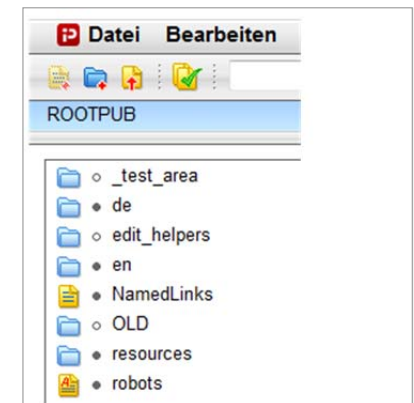 Datei Bearbeiten
ROOTPUB
_test_area
de
edit_helpers
en
NamedLinks
OLD
resources
robots